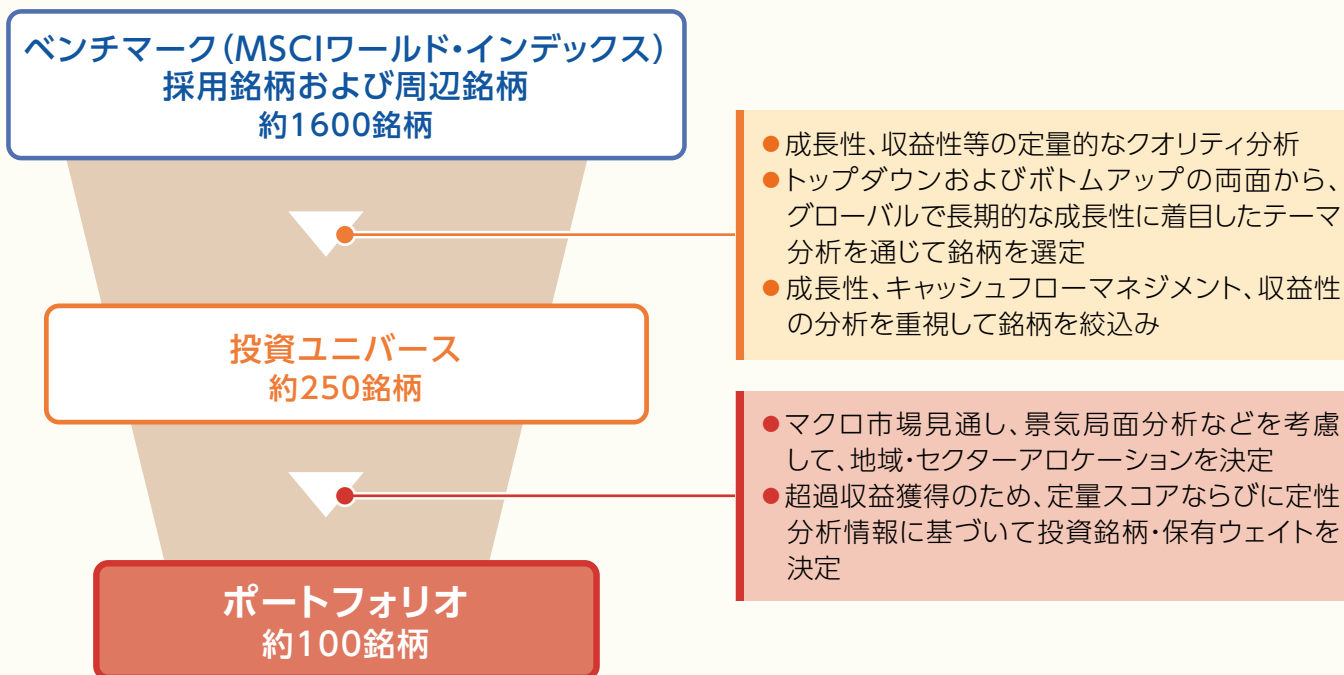 ベンチマーク(MSCIワールド・インデックス)
採用銘柄および周辺銘柄
約1600銘柄
●成長性、収益性等の定量的なクオリティ分析
●トップダウンおよびボトムアップの両面から、
グローバルで長期的な成長性に着目したテーマ
分析を通じて銘柄を選定
●成長性、キャッシュフローマネジメント、収益性
の分析を重視して銘柄を絞込み
投資ユニバース
約250銘柄
●マクロ市場見通し、景気局面分析などを考慮
して、地域・セクターアロケーションを決定
●超過収益獲得のため、定量スコアならびに定性
分析情報に基づいて投資銘柄・保有ウェイトを
決定
ポートフォリオ
約100銘柄